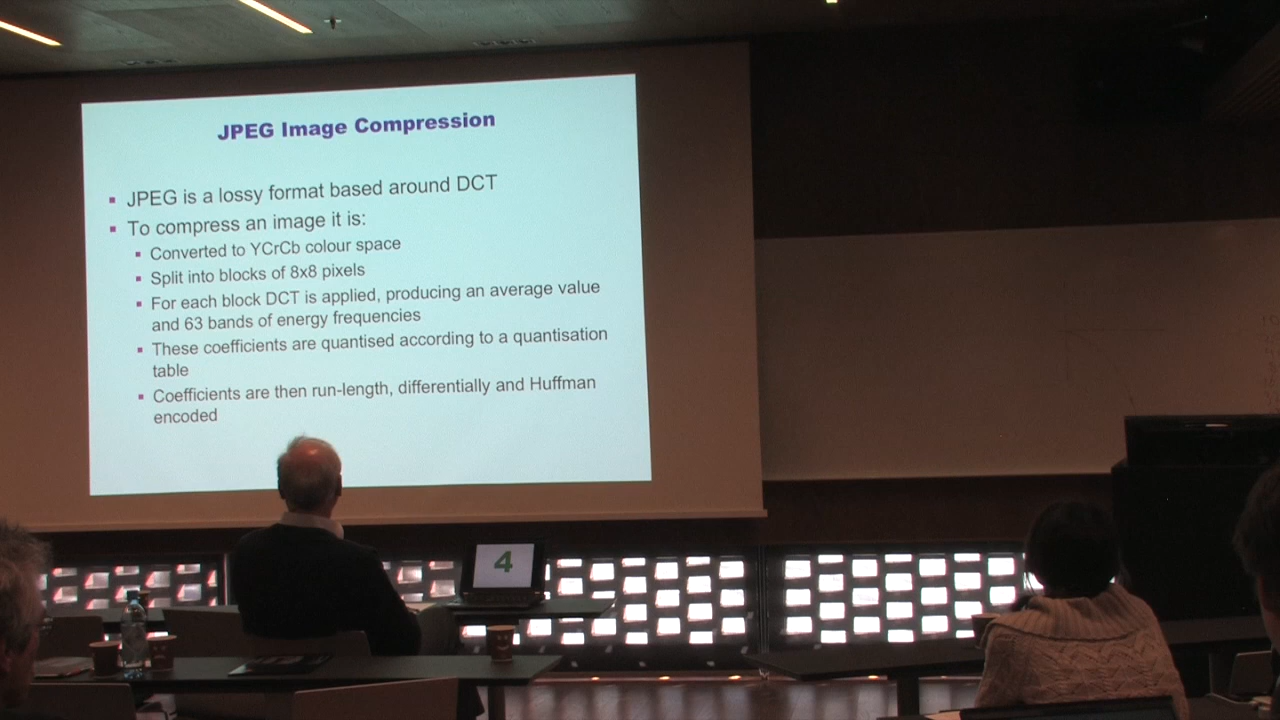 JPEG Image Compression
▪ JPEG is a lossy format based around DCT
▪ To compress an image it is:
▪ Converted to YCrCb colour space
▪ Split into blocks of 8x8 pixels
▪ For each block DCT is applied, producing an average value
and 63 bands of energy frequencies
▪ These coefficients are quantised according to a quantisation
table
▪ Coefficients are then run-length, differentially and Huffman
encoded
4